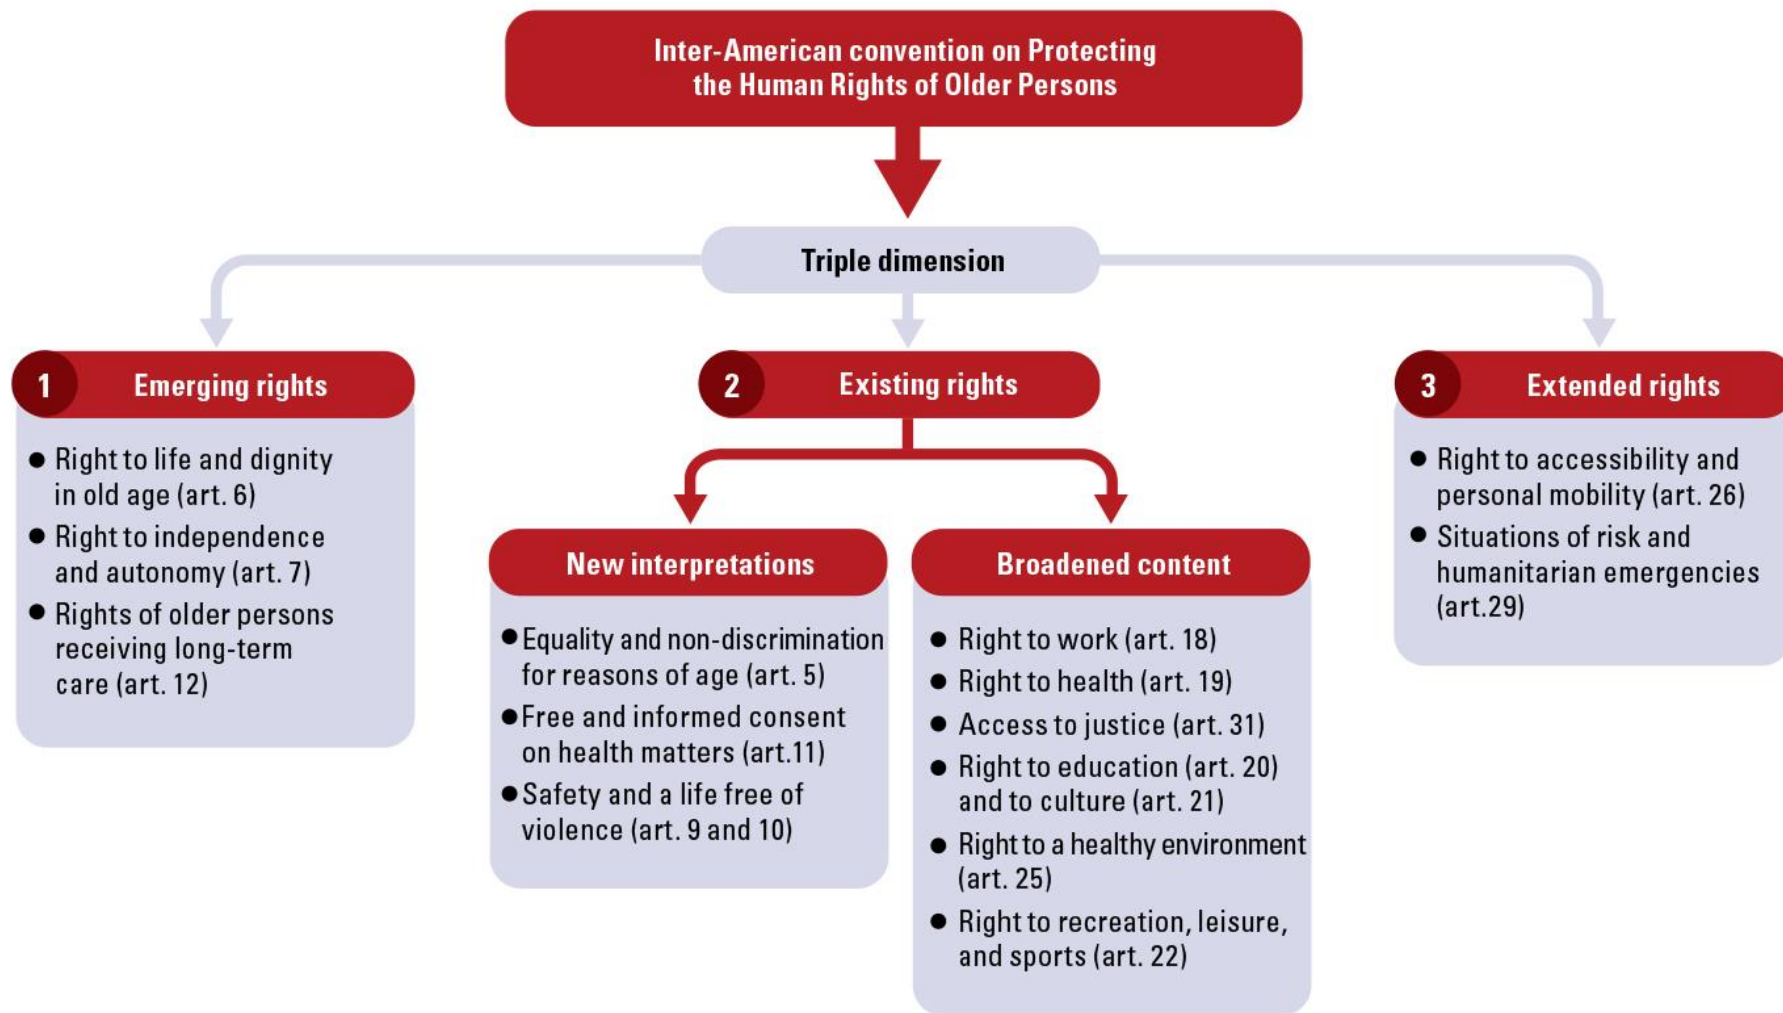 Inter-American convention on Protecting
the Human Rights of Older Persons
Triple dimension
1 Emerging rights
● Right to life and dignity
in old age (art. 6)
● Right to independence
and autonomy (art. 7)
● Rights of older persons
receiving long-term
care (art. 12)
2 Existing rights
New interpretations
● Equality and non-discrimination
for reasons of age (art. 5)
● Free and informed consent
on health matters (art.11)
● Safety and a life free of
violence (art. 9 and 10)
Broadened content
● Right to work (art. 18)
● Right to health (art. 19)
● Access to justice (art. 31)
● Right to education (art. 20)
and to culture (art. 21)
● Right to a healthy environment
(art. 25)
● Right to recreation, leisure,
and sports (art. 22)
3 Extended rights
● Right to accessibility and
personal mobility (art. 26)
● Situations of risk and
humanitarian emergencies
(art.29)